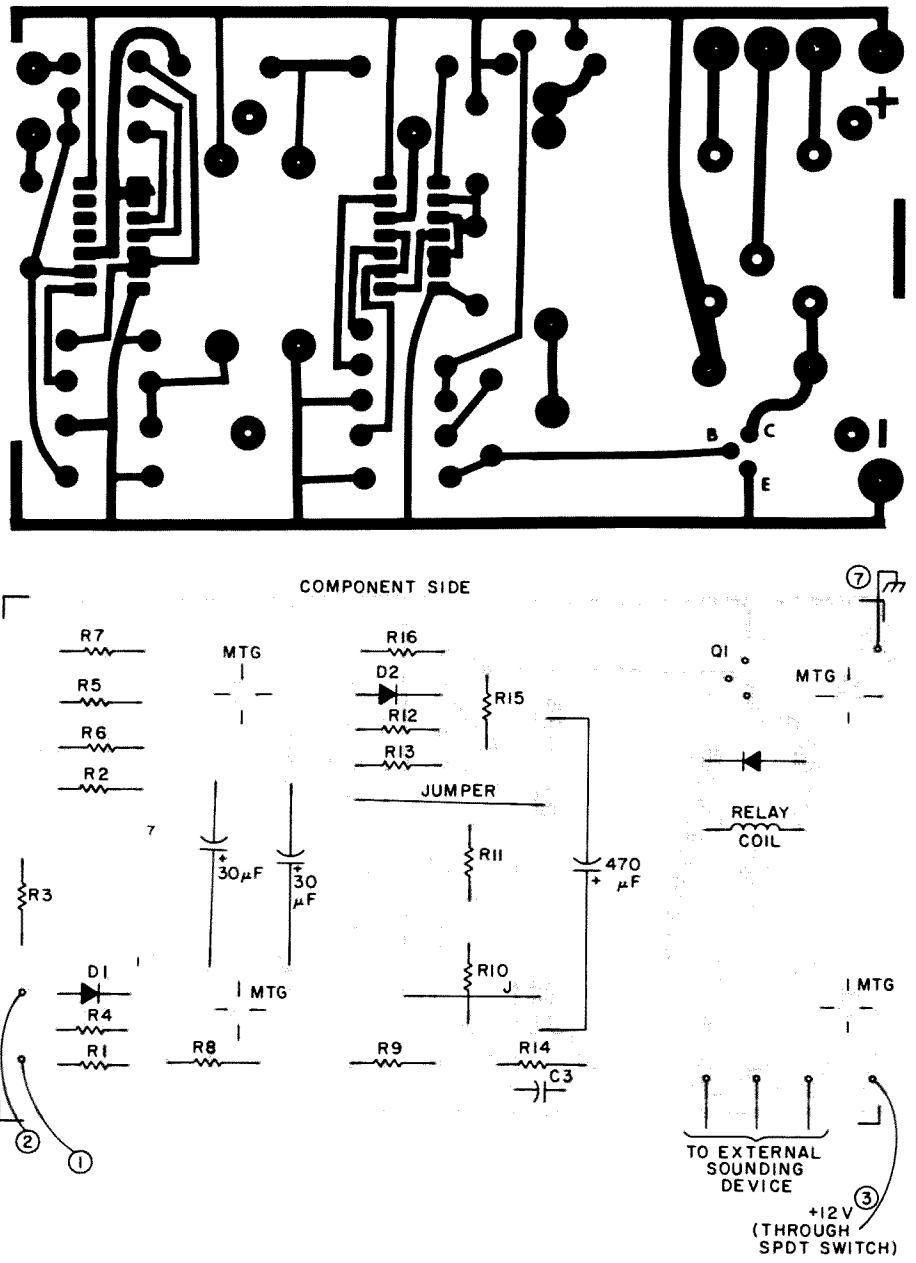 +
B
C
E
−
COMPONENT SIDE
7
R7
MTG
R16
Q1
MTG
D2
R5
R15
R12
R6
R13
R2
JUMPER
RELAY
COIL
7
R11
30µF
30
µF
470
µF
+
+
+
R3
D1
R10
J
MTG
MTG
R4
R1
R8
R9
R14
C3
2
1
TO EXTERNAL
SOUNDING
DEVICE
3
+12V
(THROUGH
SPDT SWITCH)